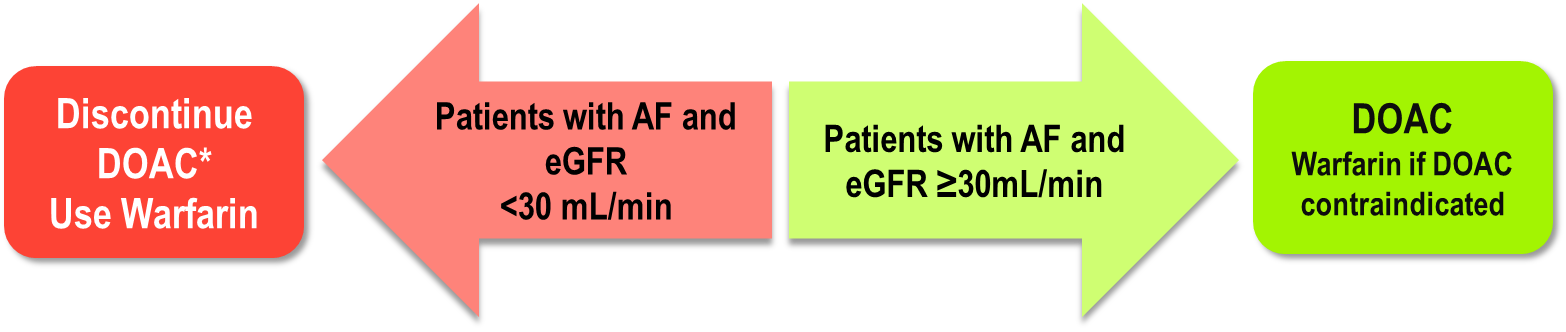 Discontinue
DOAC*
Use Warfarin
Patients with AF and
eGFR
<30 mL/min
Patients with AF and
eGFR ≥30mL/min
DOAC
Warfarin if DOAC
contraindicated